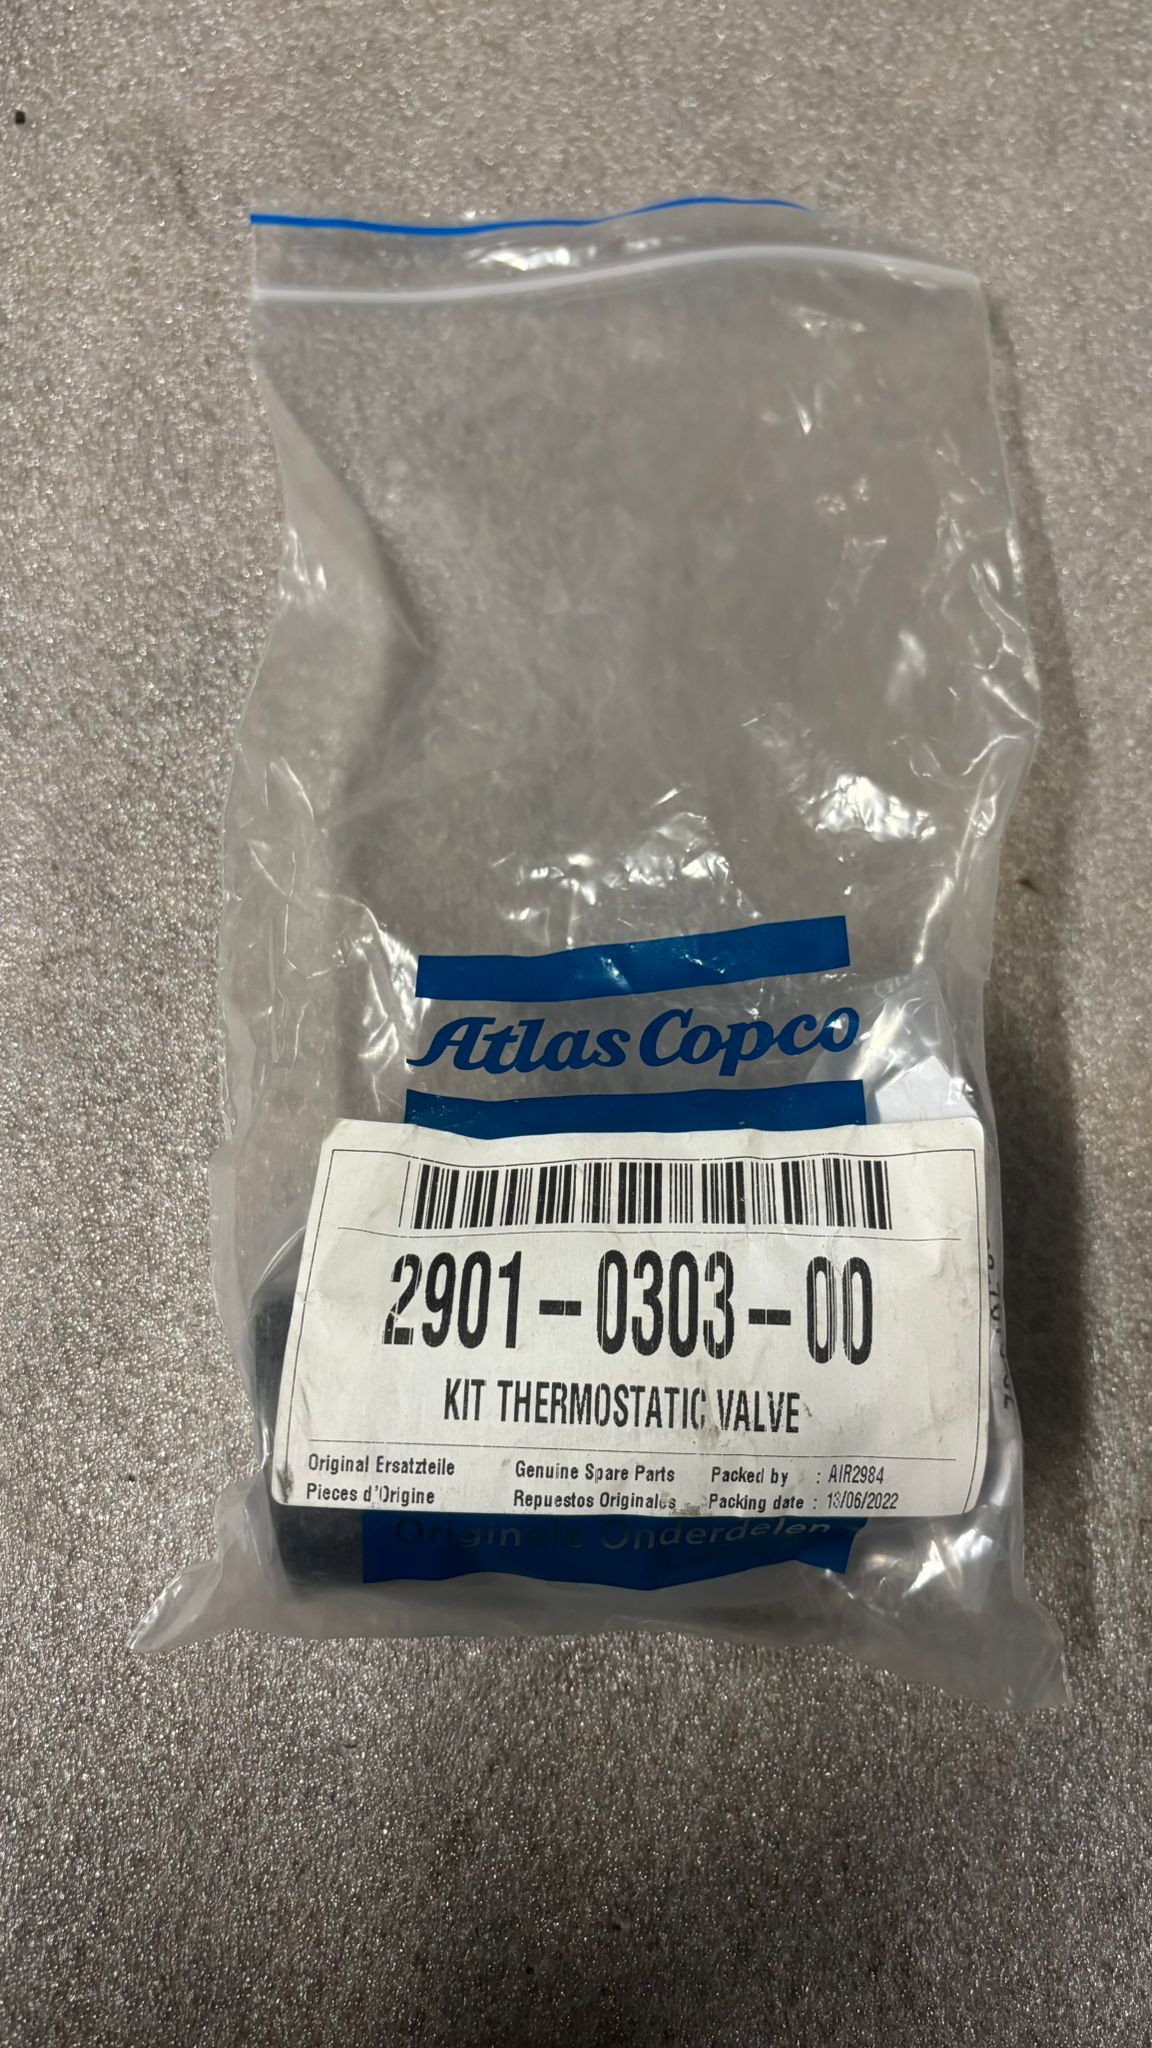 Atlas Copco
2901-0303-00
KIT THERMOSTATIC VALVE
Original Ersatzteile Genuine Spare Parts Packed by : AIR2984
Pieces d'Origine Repuestos Originales Packing date : 13/06/2022
Originele Onderdelen